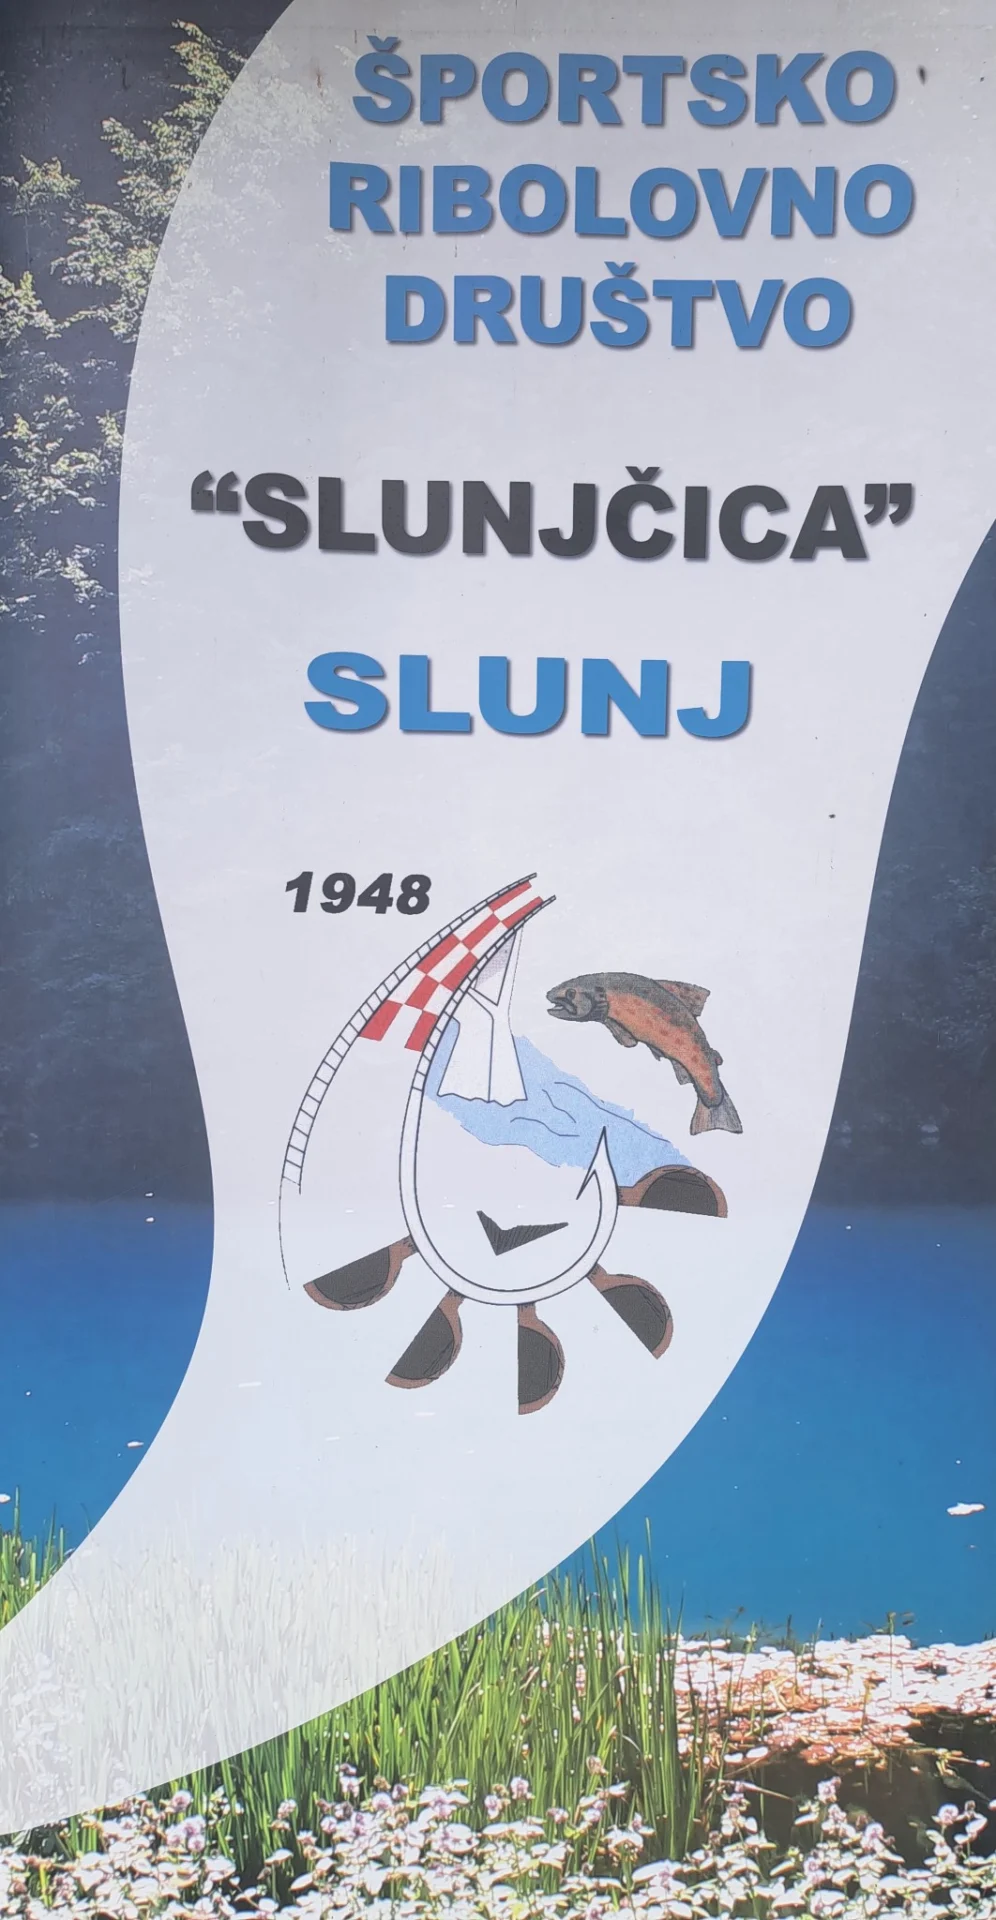 ŠPORTSKO
RIBOLOVNO
DRUŠTVO
“SLUNJČICA”
SLUNJ
1948